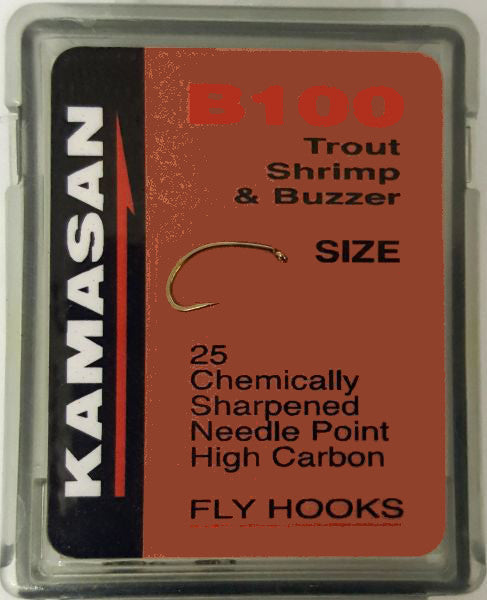 KAMASAN
B100
Trout
Shrimp
& Buzzer
SIZE
25
Chemically
Sharpened
Needle Point
High Carbon
FLY HOOKS